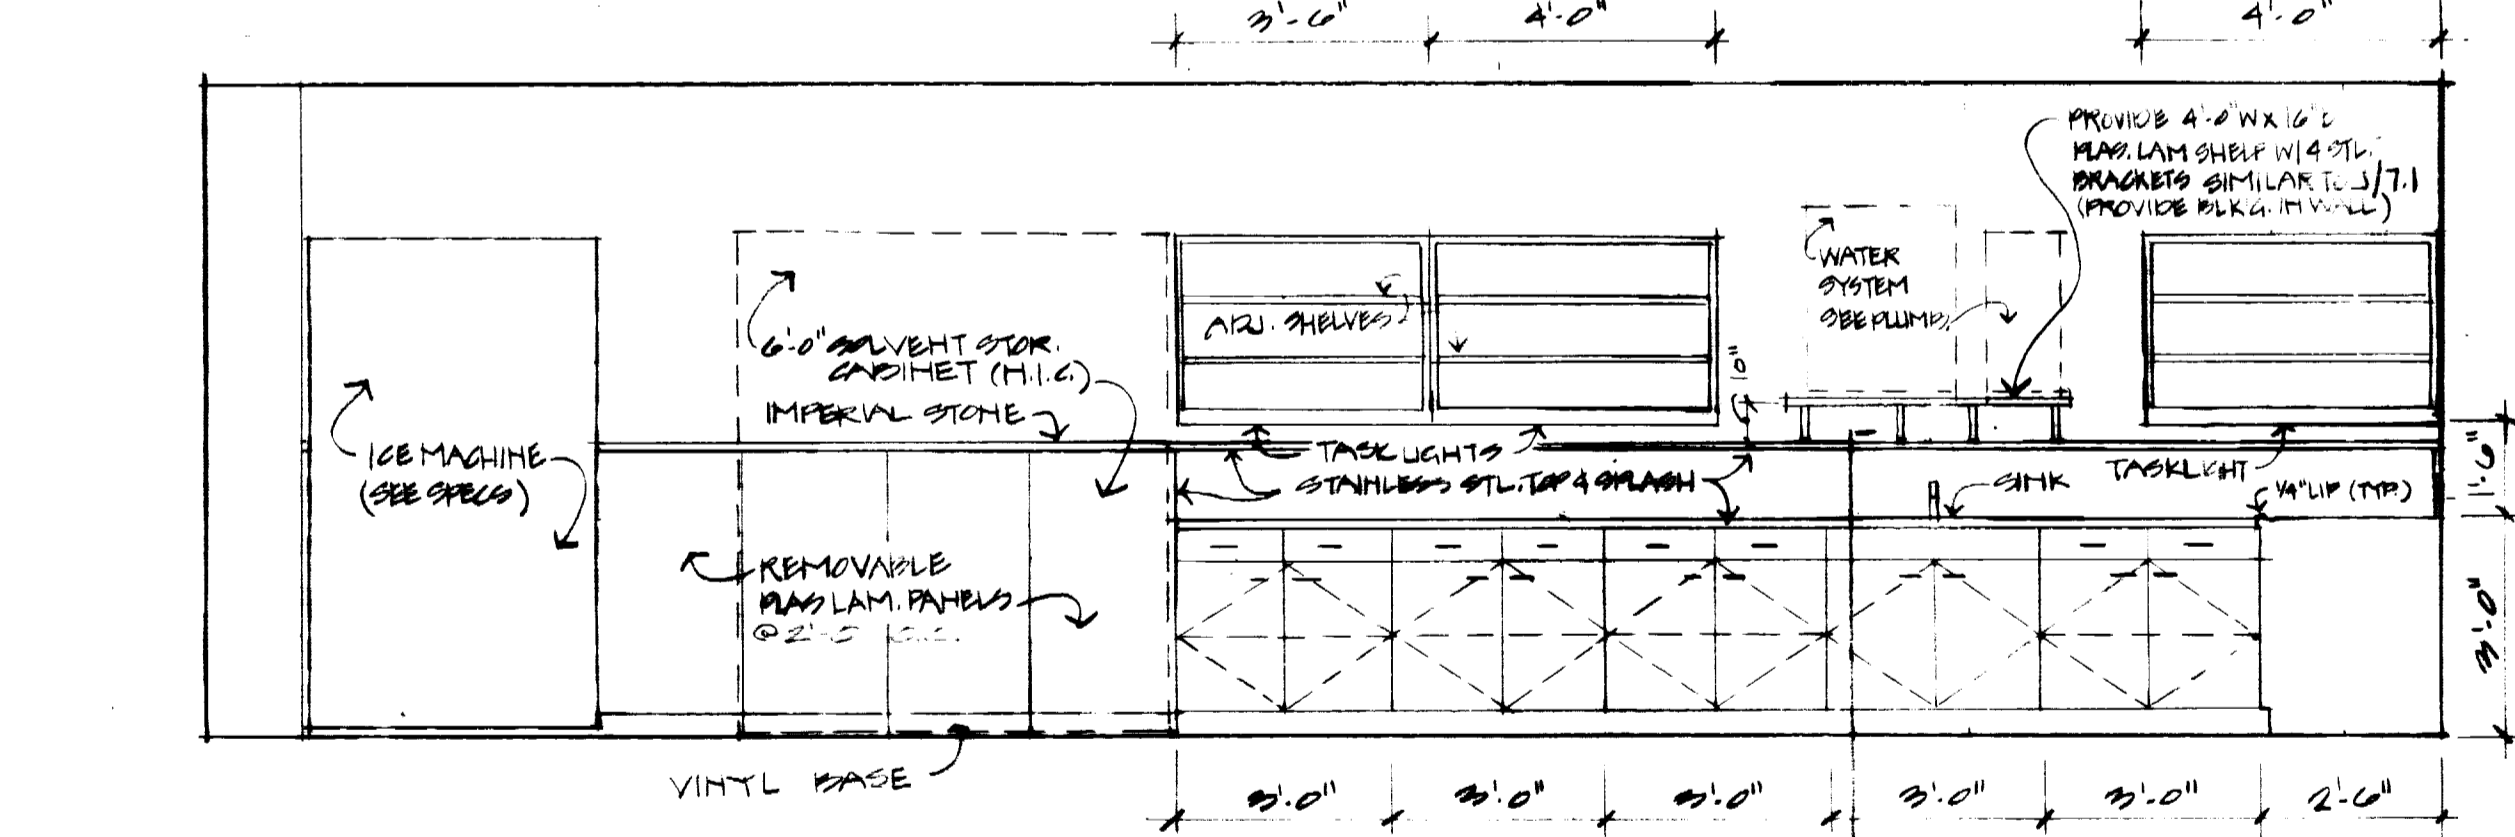 3'-6"
4'-0"
4'-0"
PROVIDE 4'-0"W X 16"D
PLAS. LAM SHELF W/ 4 STL.
BRACKETS SIMILAR TO J/7.1
(PROVIDE BLKG. IN WALL)
WATER
SYSTEM
SEE PLUMB.
ADJ. SHELVES
6'-0" SOLVENT STOR.
CABINET (N.I.C.)
IMPERIAL STONE
ICE MACHINE
(SEE SPECS)
TASK LIGHTS
STAINLESS STL. TOP & SPLASH
SINK
TASKLIGHT
1/4" LIP (TYP.)
10"
1'-6"
3'-0"
REMOVABLE
PLAS LAM. PANELS
@ 2'-0" O.C.
VINYL BASE
3'-0"
3'-0"
3'-0"
3'-0"
3'-0"
2'-6"